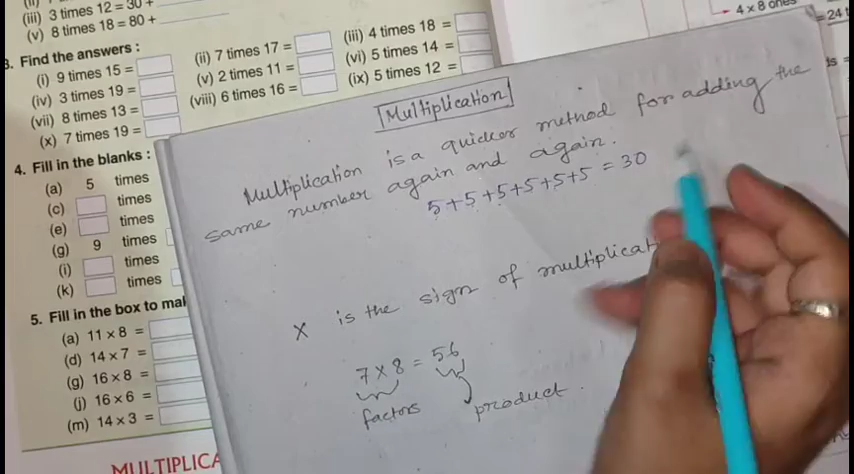 (iii) 3 times 12 = 30 +
(v) 8 times 18 = 80 +
4 × 8 ones
= 24
3. Find the answers :
(i) 9 times 15 =
(ii) 7 times 17 =
(iii) 4 times 18 =
(iv) 3 times 19 =
(v) 2 times 11 =
(vi) 5 times 14 =
(vii) 8 times 13 =
(viii) 6 times 16 =
(ix) 5 times 12 =
(x) 7 times 19 =
4. Fill in the blanks :
(a) 5 times
(c) times
(e) times
(g) 9 times
(i) times
(k) times
5. Fill in the box to
(a) 11 × 8 =
(d) 14 × 7 =
(g) 16 × 8 =
(j) 16 × 6 =
(m) 14 × 3 =
Multiplication
Multiplication is a quicker method for adding the
same number again and again.
5+5+5+5+5+5 = 30
X is the sign of
7 × 8 = 56
factors product.